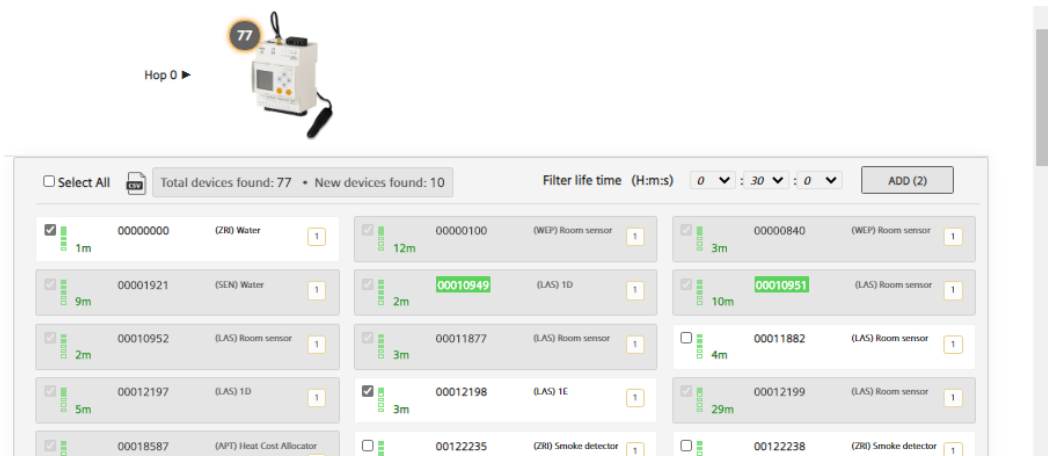 77
Hop 0 ►
Select All CSV Total devices found: 77 • New devices found: 10 Filter life time (H:m:s) 0 : 30 : 0 ADD (2)
00000000 (ZRI) Water 1 1m
00000100 (WEP) Room sensor 1 12m
00000840 (WEP) Room sensor 1 3m
00001921 (SEN) Water 1 9m
00010949 (LAS) 1D 1 2m
00010951 (LAS) Room sensor 1 10m
00010952 (LAS) Room sensor 1 2m
00011877 (LAS) Room sensor 1 3m
00011882 (LAS) Room sensor 1 4m
00012197 (LAS) 1D 1 5m
00012198 (LAS) 1E 1 3m
00012199 (LAS) Room sensor 1 29m
00018587 (APT) Heat Cost Allocator
00122235 (ZRI) Smoke detector 1
00122238 (ZRI) Smoke detector 1